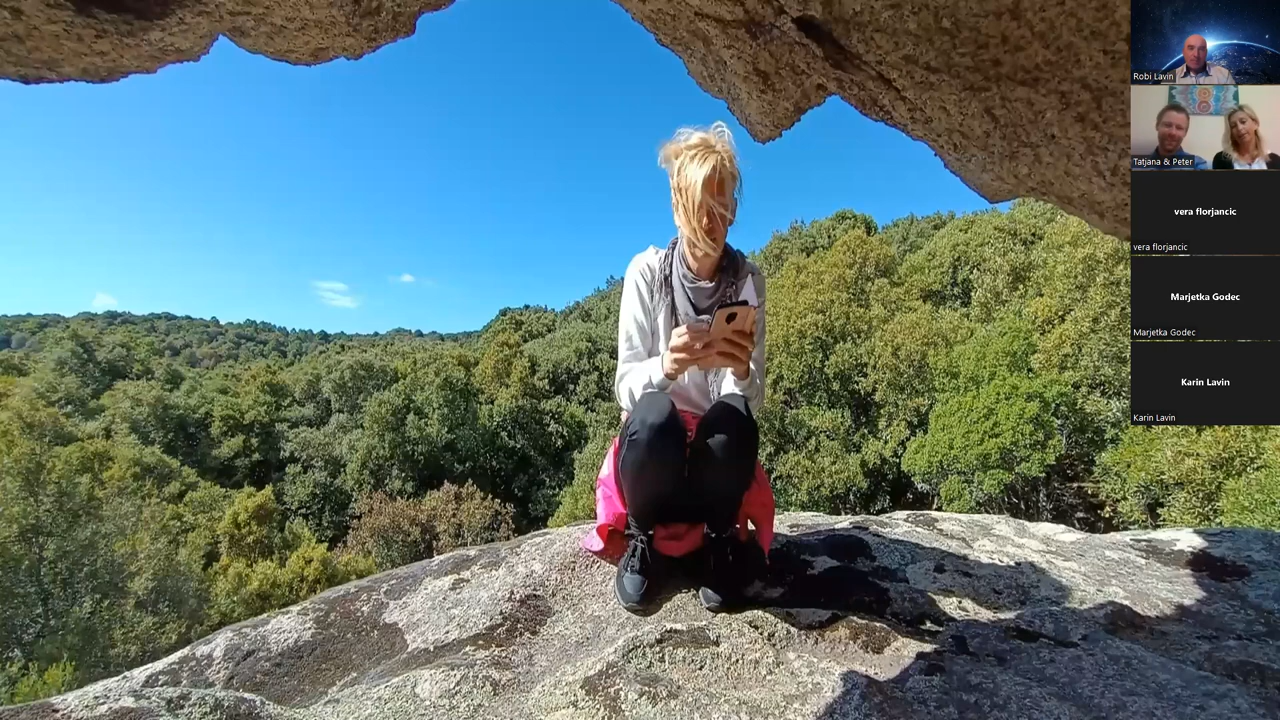 Robi Lavin
Tatjana & Peter
vera florjancic
vera florjancic
Marjetka Godec
Marjetka Godec
Karin Lavin
Karin Lavin